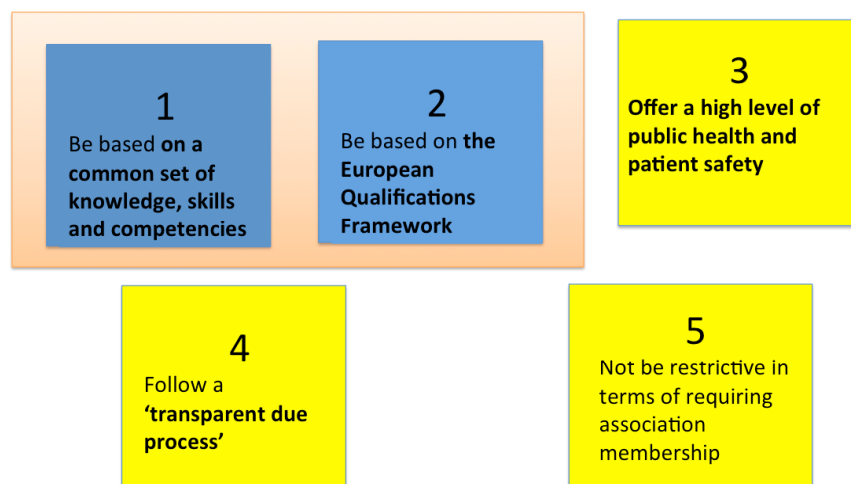 1
Be based on a
common set of
knowledge, skills
and competencies
2
Be based on the
European
Qualifications
Framework
3
Offer a high level of
public health and
patient safety
4
Follow a
‘transparent due
process’
5
Not be restrictive in
terms of requiring
association
membership